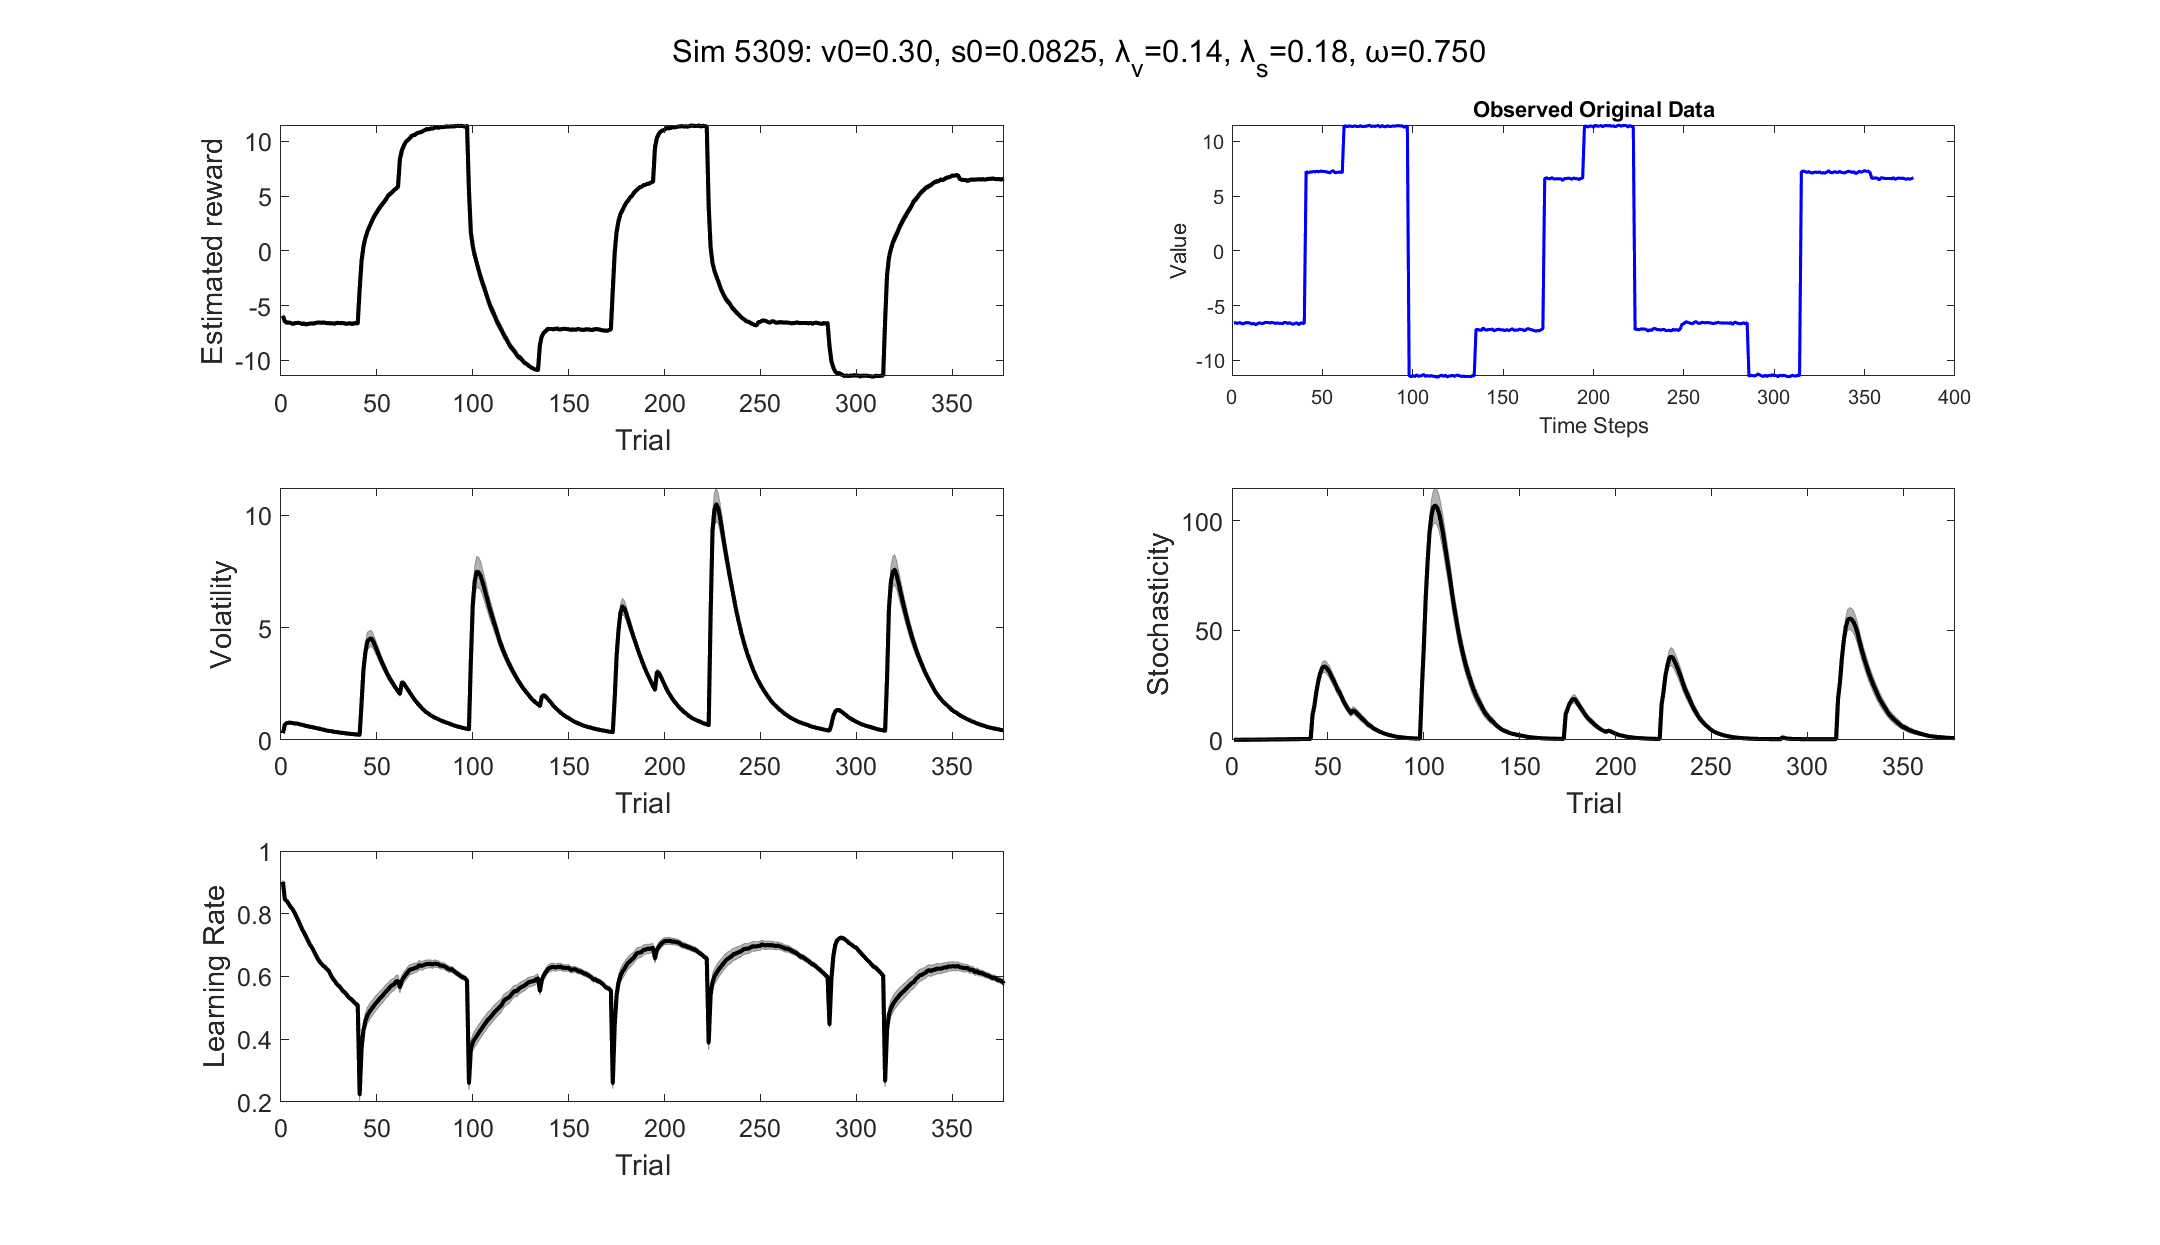 Sim 5309: v0=0.30, s0=0.0825, λv=0.14, λs=0.18, ω=0.750
Estimated reward
10
5
0
-5
-10
0 50 100 150 200 250 300 350
Trial
Observed Original Data
Value
10
5
0
-5
-10
0 50 100 150 200 250 300 350 400
Time Steps
Volatility
10
5
0
0 50 100 150 200 250 300 350
Trial
Stochasticity
100
50
0
0 50 100 150 200 250 300 350
Trial
Learning Rate
1
0.8
0.6
0.4
0.2
0 50 100 150 200 250 300 350
Trial